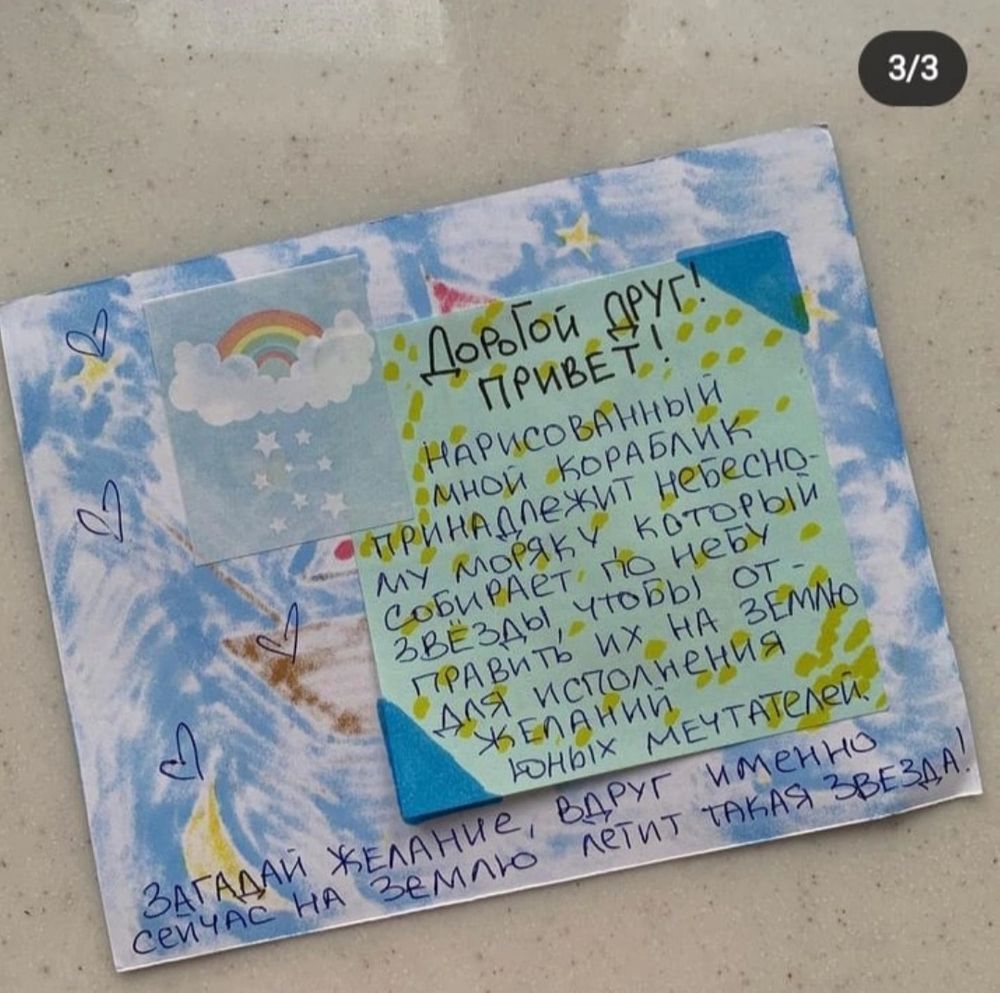 3/3
Дорогой друг!
привет!
нарисованный
мной кораблик
принадлежит небесно-
му моряку, который
собирает по небу
звёзды, чтобы от-
править их на землю
для исполнения
желаний
юных мечтателей.
Загадай желание, вдруг именно
сейчас на землю летит такая звезда!